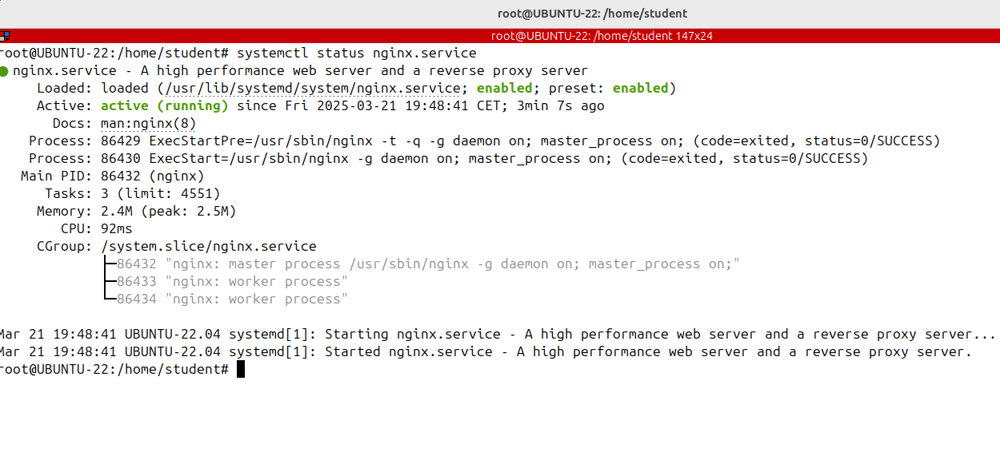 root@UBUNTU-22: /home/student
root@UBUNTU-22: /home/student 147x24
root@UBUNTU-22:/home/student# systemctl status nginx.service
● nginx.service - A high performance web server and a reverse proxy server
Loaded: loaded (/usr/lib/systemd/system/nginx.service; enabled; preset: enabled)
Active: active (running) since Fri 2025-03-21 19:48:41 CET; 3min 7s ago
Docs: man:nginx(8)
Process: 86429 ExecStartPre=/usr/sbin/nginx -t -q -g daemon on; master_process on; (code=exited, status=0/SUCCESS)
Process: 86430 ExecStart=/usr/sbin/nginx -g daemon on; master_process on; (code=exited, status=0/SUCCESS)
Main PID: 86432 (nginx)
Tasks: 3 (limit: 4551)
Memory: 2.4M (peak: 2.5M)
CPU: 92ms
CGroup: /system.slice/nginx.service
├─86432 "nginx: master process /usr/sbin/nginx -g daemon on; master_process on;"
├─86433 "nginx: worker process"
└─86434 "nginx: worker process"
Mar 21 19:48:41 UBUNTU-22.04 systemd[1]: Starting nginx.service - A high performance web server and a reverse proxy server...
Mar 21 19:48:41 UBUNTU-22.04 systemd[1]: Started nginx.service - A high performance web server and a reverse proxy server.
root@UBUNTU-22:/home/student#